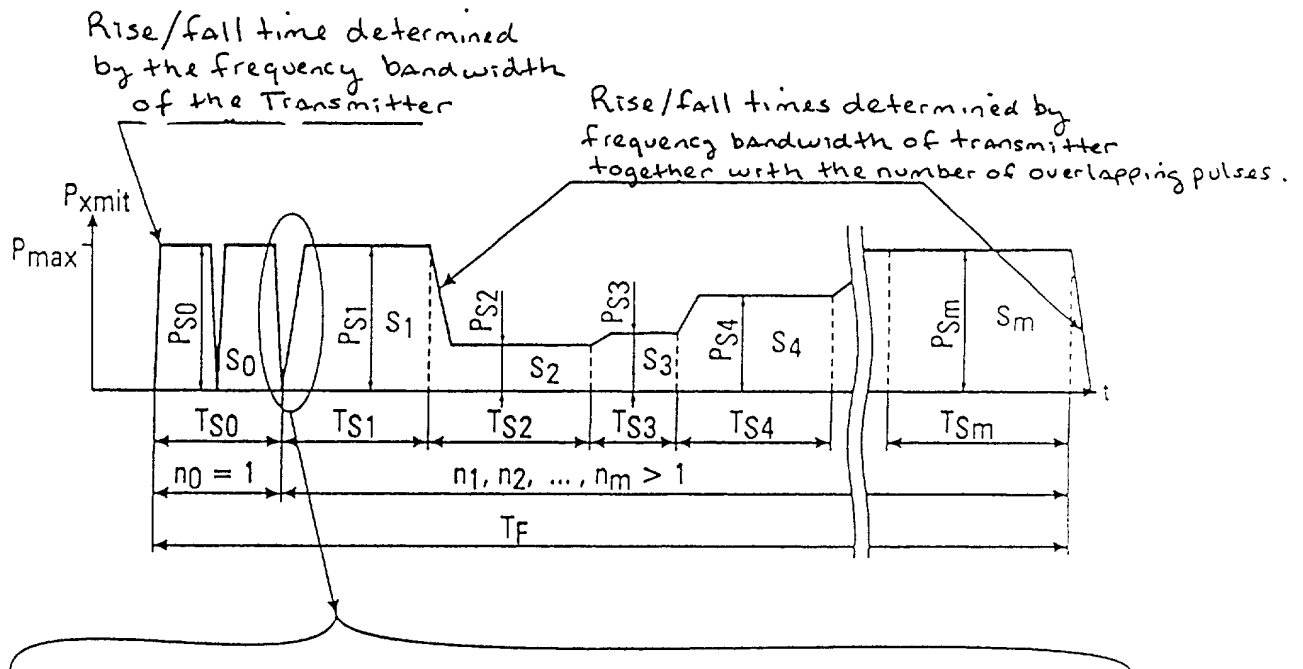 Rise/fall time determined
by the frequency bandwidth
of the Transmitter
Rise/fall times determined by
frequency bandwidth of transmitter
together with the number of overlapping pulses.
Pxmit
Pmax
PS0
S0
PS1
S1
PS2
S2
PS3
S3
PS4
S4
PSm
Sm
t
TS0
TS1
TS2
TS3
TS4
TSm
n0 = 1
n1, n2, ..., nm > 1
TF